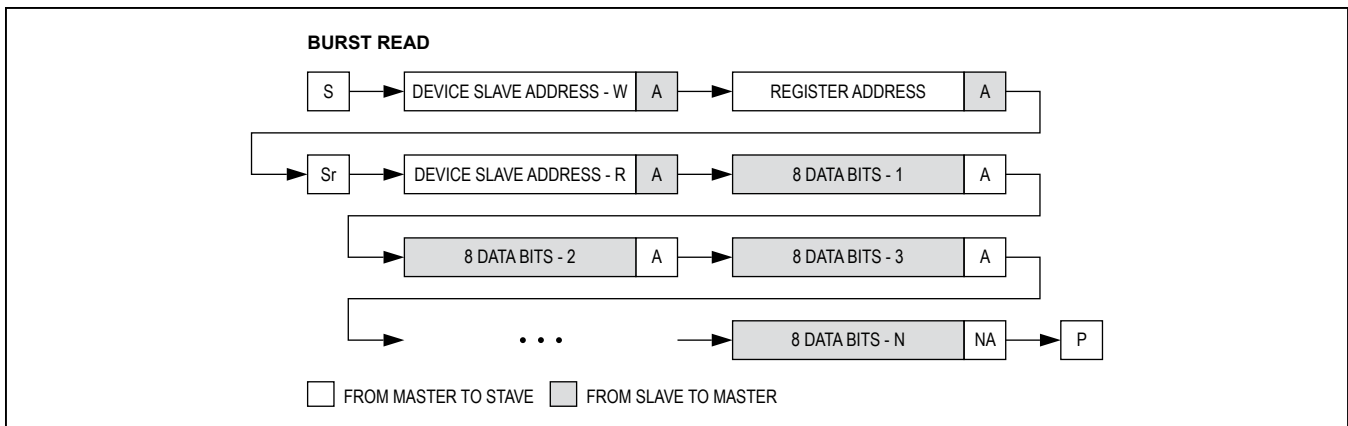 BURST READ
S DEVICE SLAVE ADDRESS - W A REGISTER ADDRESS A
Sr DEVICE SLAVE ADDRESS - R A 8 DATA BITS - 1 A
8 DATA BITS - 2 A 8 DATA BITS - 3 A
• • • 8 DATA BITS - N NA P
FROM MASTER TO STAVE FROM SLAVE TO MASTER